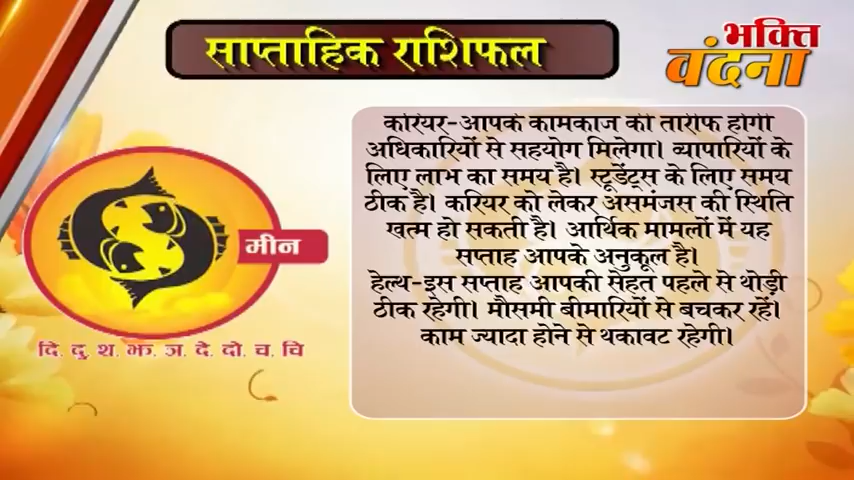 साप्ताहिक राशिफल
भक्ति
वंदना
करियर-आपके कामकाज की तारीफ होगी
अधिकारियों से सहयोग मिलेगा। व्यापारियों के
लिए लाभ का समय है। स्टूडेंट्स के लिए समय
ठीक है। करियर को लेकर असमंजस की स्थिति
खत्म हो सकती है। आर्थिक मामलों में यह
सप्ताह आपके अनुकूल है।
हेल्थ-इस सप्ताह आपकी सेहत पहले से थोड़ी
ठीक रहेगी। मौसमी बीमारियों से बचकर रहें।
काम ज्यादा होने से थकावट रहेगी।
मीन
दि. दु. श. झ. ञ. दे. दो. च. चि